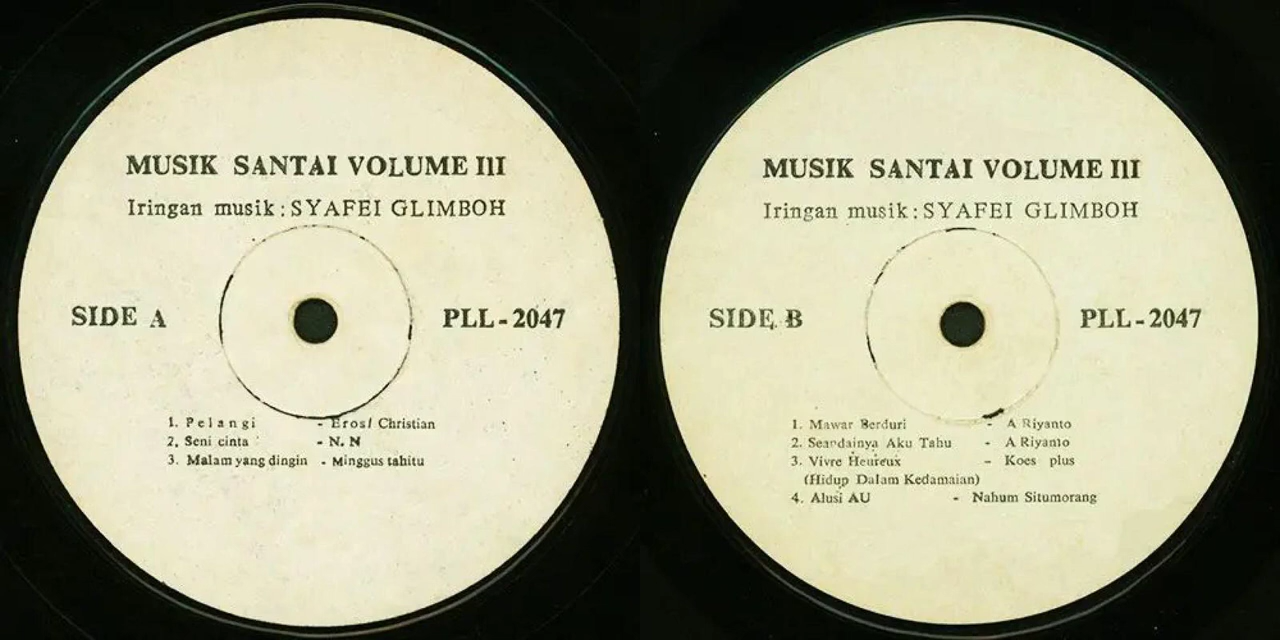 MUSIK SANTAI VOLUME III
Iringan musik : SYAFEI GLIMBOH
SIDE A
PLL - 2047
1. Pelangi - Eros/ Christian
2, Seni cinta - N. N
3. Malam yang dingin - Minggus tahitu
MUSIK SANTAI VOLUME III
Iringan musik : SYAFEI GLIMBOH
SIDE B
PLL - 2047
1. Mawar Berduri - A Riyanto
2. Seandainya Aku Tahu - A Riyanto
3. Vivre Heureux - Koes plus
(Hidup Dalam Kedamaian)
4. Alusi AU - Nahum Situmorang